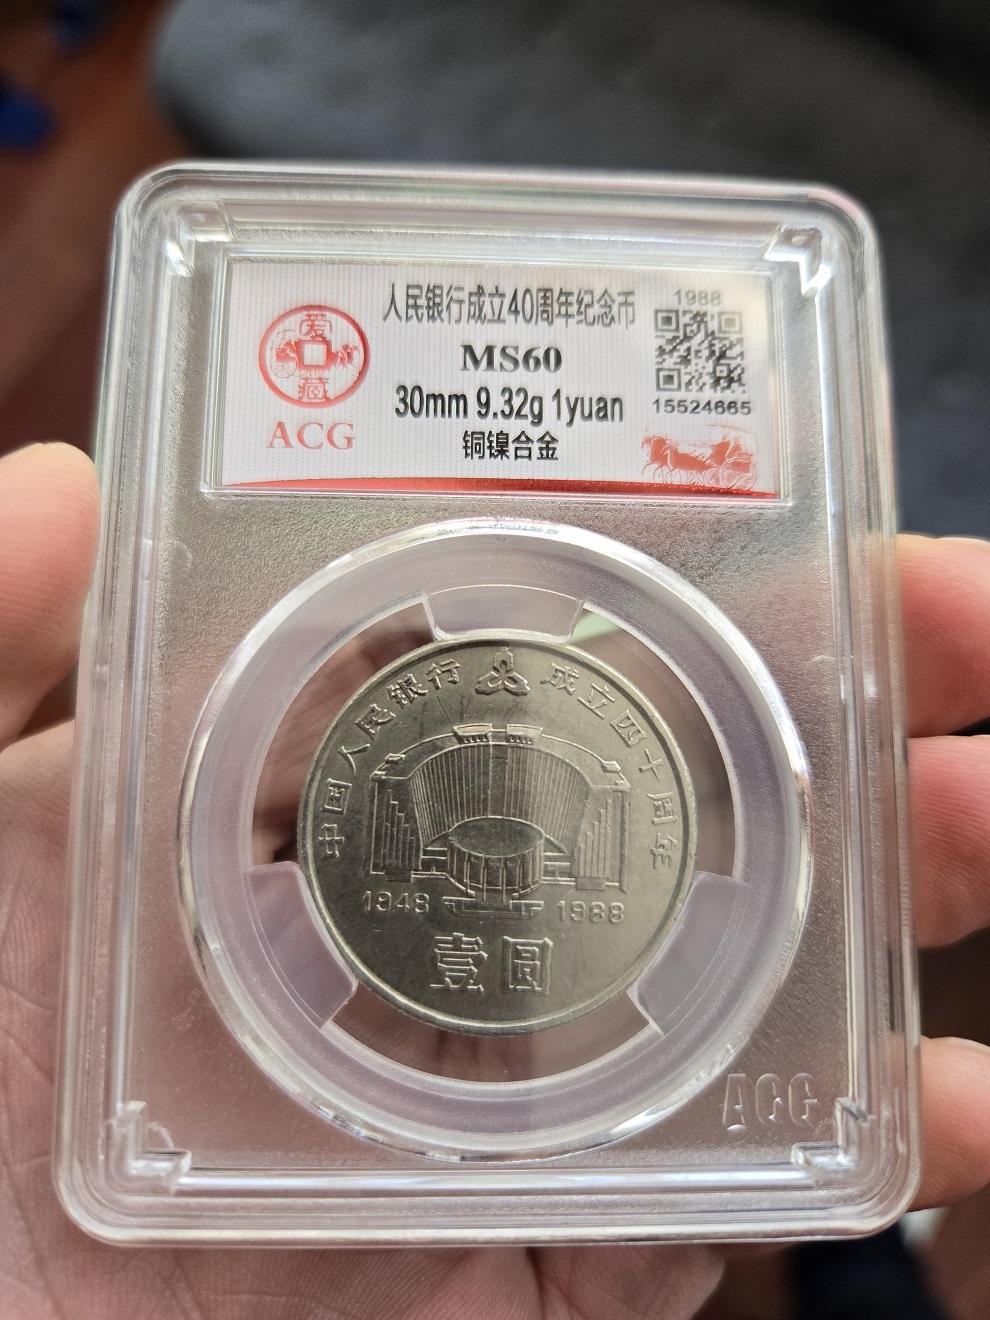 人民银行成立40周年纪念币
1988
爱
藏
MS60
30mm 9.32g 1yuan
15524665
ACG
铜镍合金
中国人民银行 成立四十周年
1948 1988
壹圆
ACG